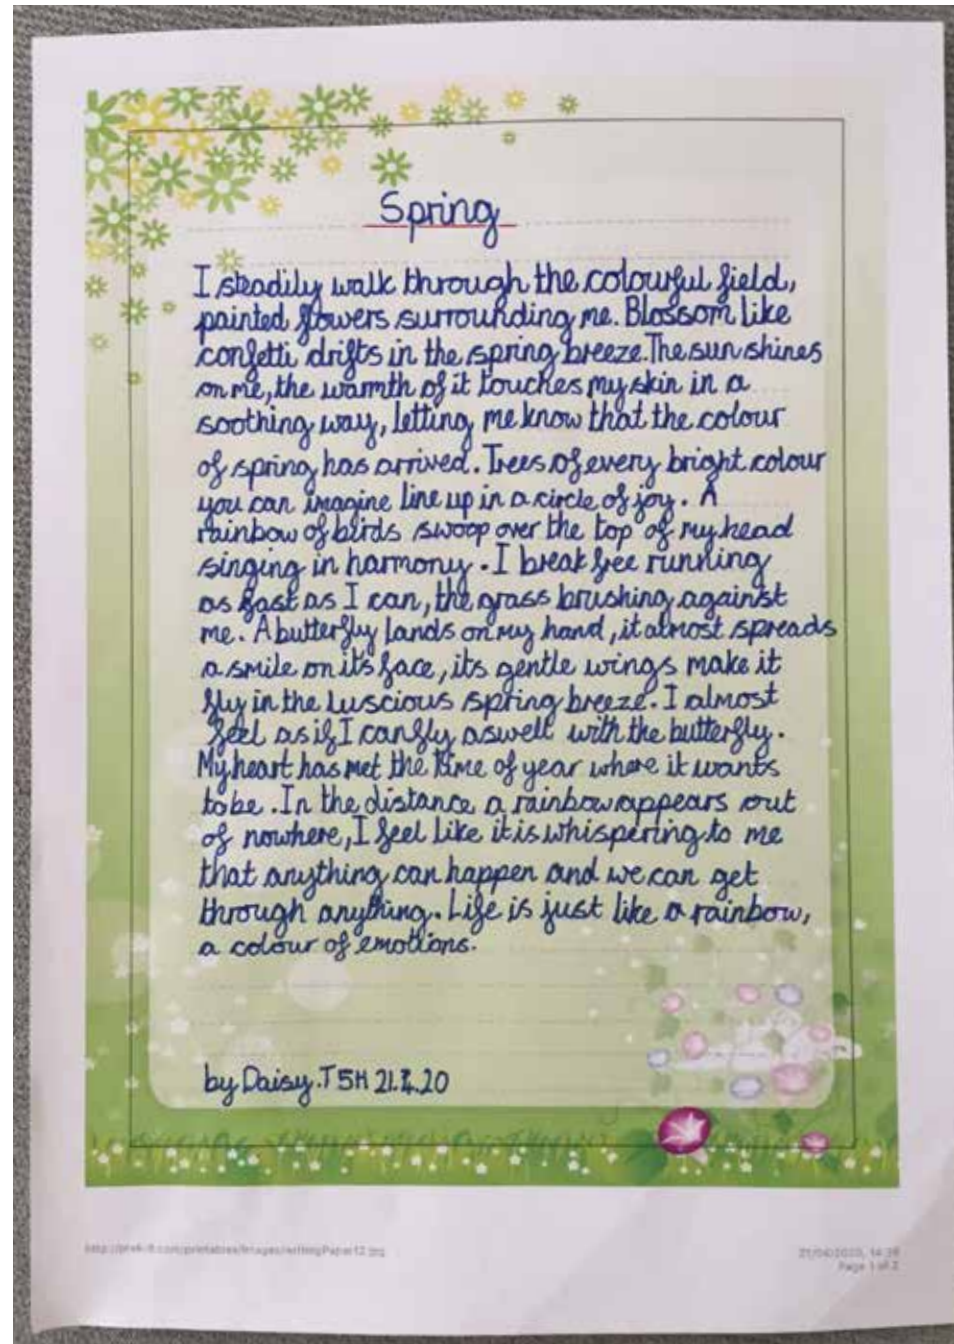 Spring
I steadily walk through the colourful field,
painted flowers surrounding me. Blossom like
confetti drifts in the spring breeze. The sun shines
on me, the warmth of it touches my skin in a
soothing way, letting me know that the colour
of spring has arrived. Trees of every bright colour
you can imagine line up in a circle of joy. A
rainbow of birds swoop over the top of my head
singing in harmony. I break free running
as fast as I can, the grass brushing against
me. A butterfly lands on my hand, it almost spreads
a smile on its face, its gentle wings make it
fly in the luscious spring breeze. I almost
feel as if I can fly aswell with the butterfly.
My heart has met the time of year where it wants
to be. In the distance a rainbow appears out
of nowhere, I feel like it is whispering to me
that anything can happen and we can get
through anything. Life is just like a rainbow,
a colour of emotions.
by Daisy.T 5H 21.4.20
21/04/2020, 14:38
Page 1 of 2